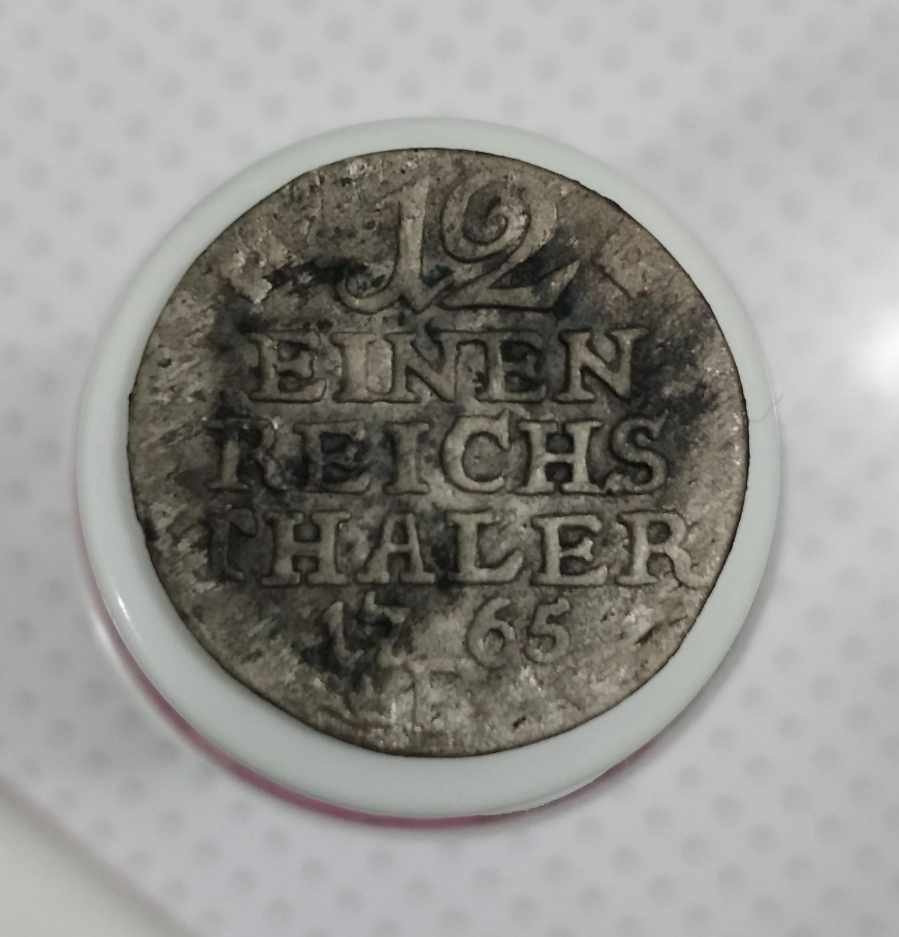 12
EINEN
REICHS
THALER
1765
F